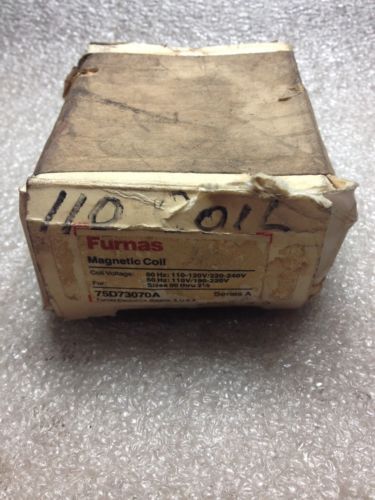 110 COIL
Furnas
Magnetic Coil
Coil Voltage: 60 Hz: 110-120V/220-240V
50 Hz: 110V/190-220V
For: Sizes 00 thru 2½
75D73070A Series A